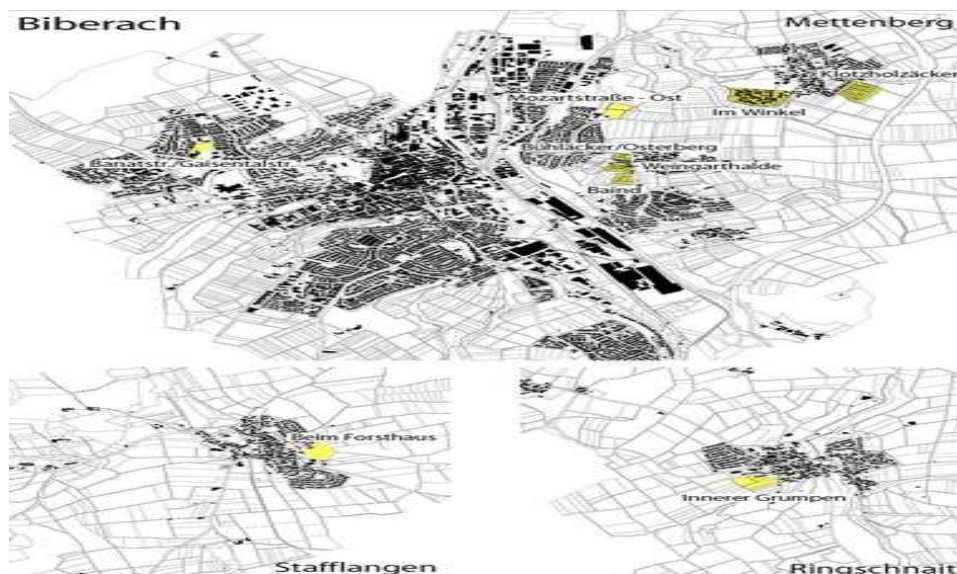 Biberach
Mettenberg
Klotzholzäcker
Mozartstraße - Ost
Im Winkel
Bühläcker/Osterberg
Banatstr./Gaisentalstr.
Weingarthalde
Baind
Beim Forsthaus
Innerer Grumpen
Stafflangen
Ringschnait